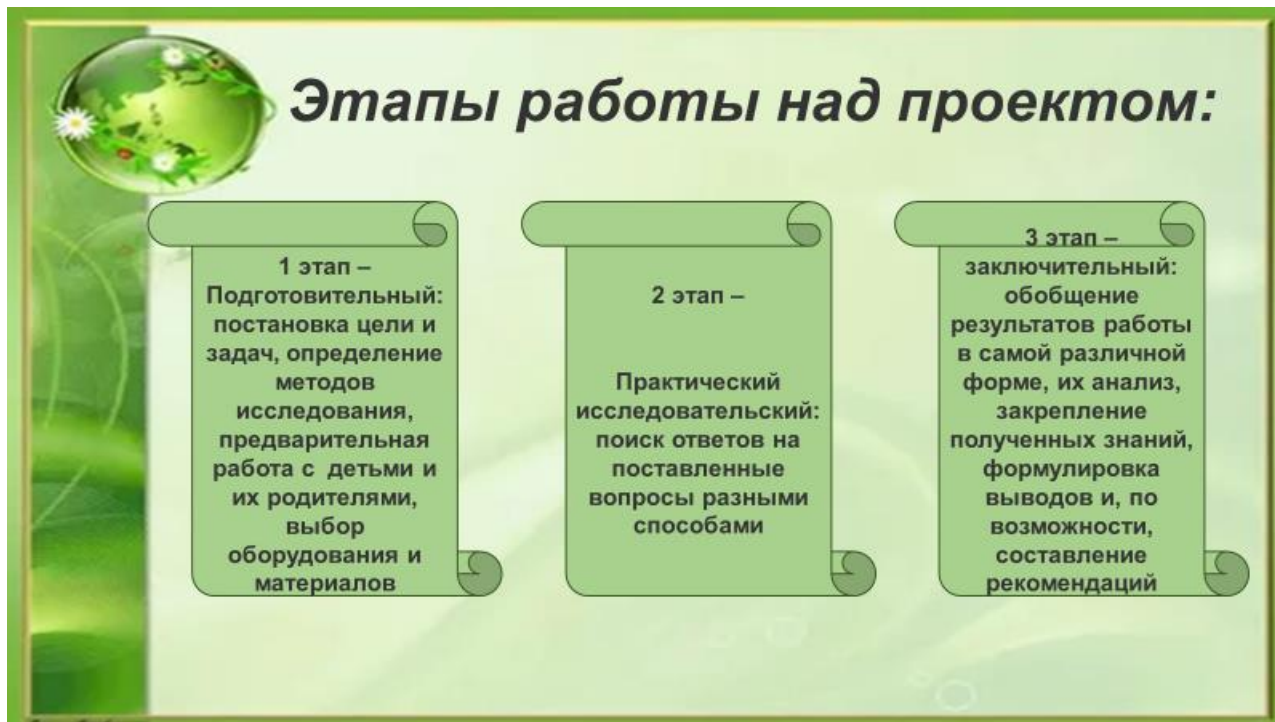 Этапы работы над проектом:
1 этап –
Подготовительный:
постановка цели и
задач, определение
методов
исследования,
предварительная
работа с детьми и
их родителями,
выбор
оборудования и
материалов
2 этап –
Практический
исследовательский:
поиск ответов на
поставленные
вопросы разными
способами
3 этап –
заключительный:
обобщение
результатов работы
в самой различной
форме, их анализ,
закрепление
полученных знаний,
формулировка
выводов и, по
возможности,
составление
рекомендаций